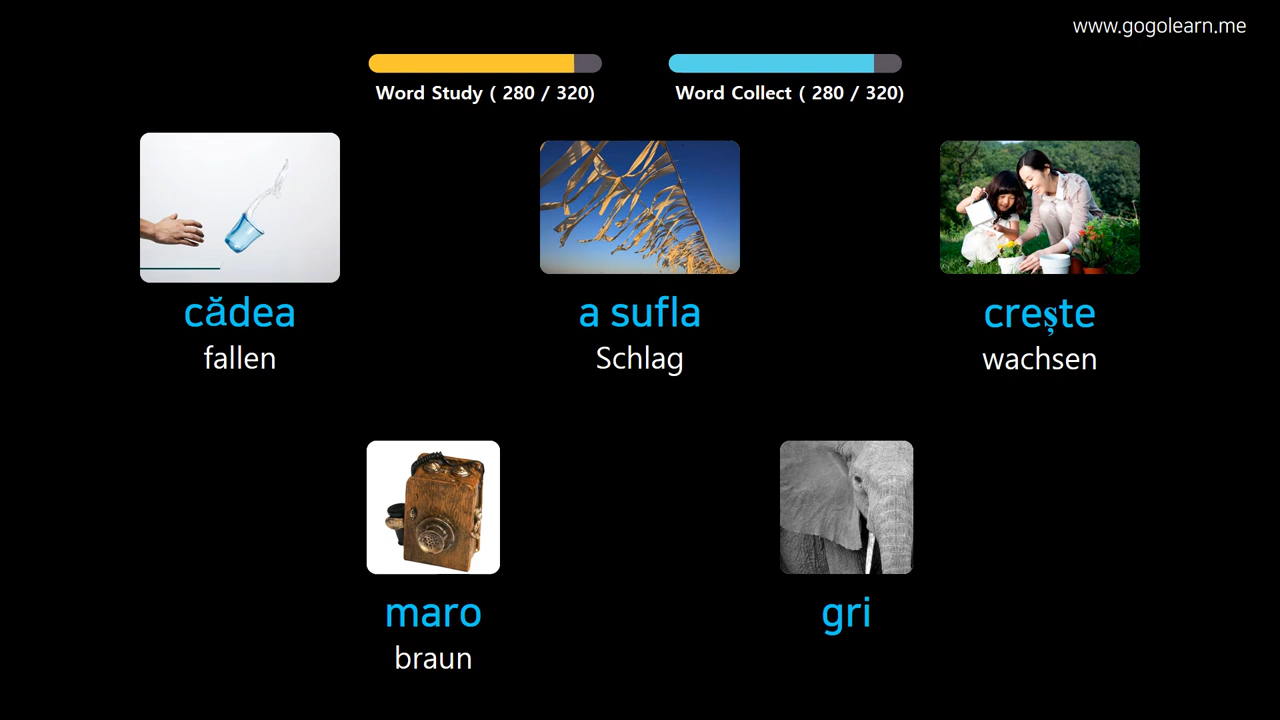 www.gogolearn.me
Word Study ( 280 / 320)
Word Collect ( 280 / 320)
cădea
fallen
a sufla
Schlag
crește
wachsen
maro
braun
gri